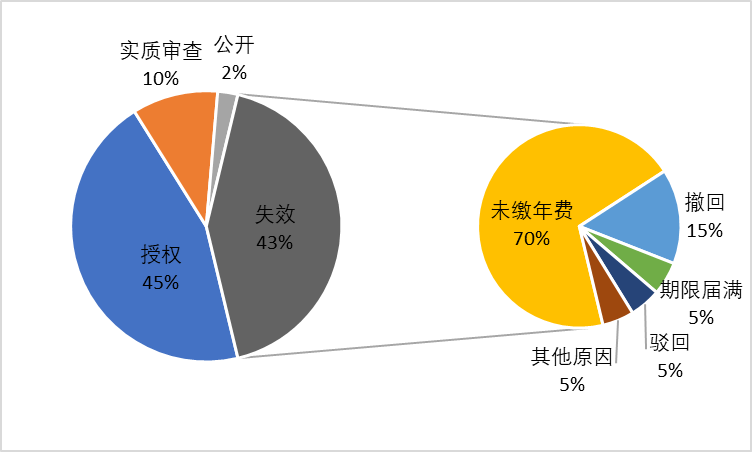 实质审查
10%
公开
2%
失效
43%
授权
45%
未缴年费
70%
撤回
15%
期限届满
5%
驳回
5%
其他原因
5%